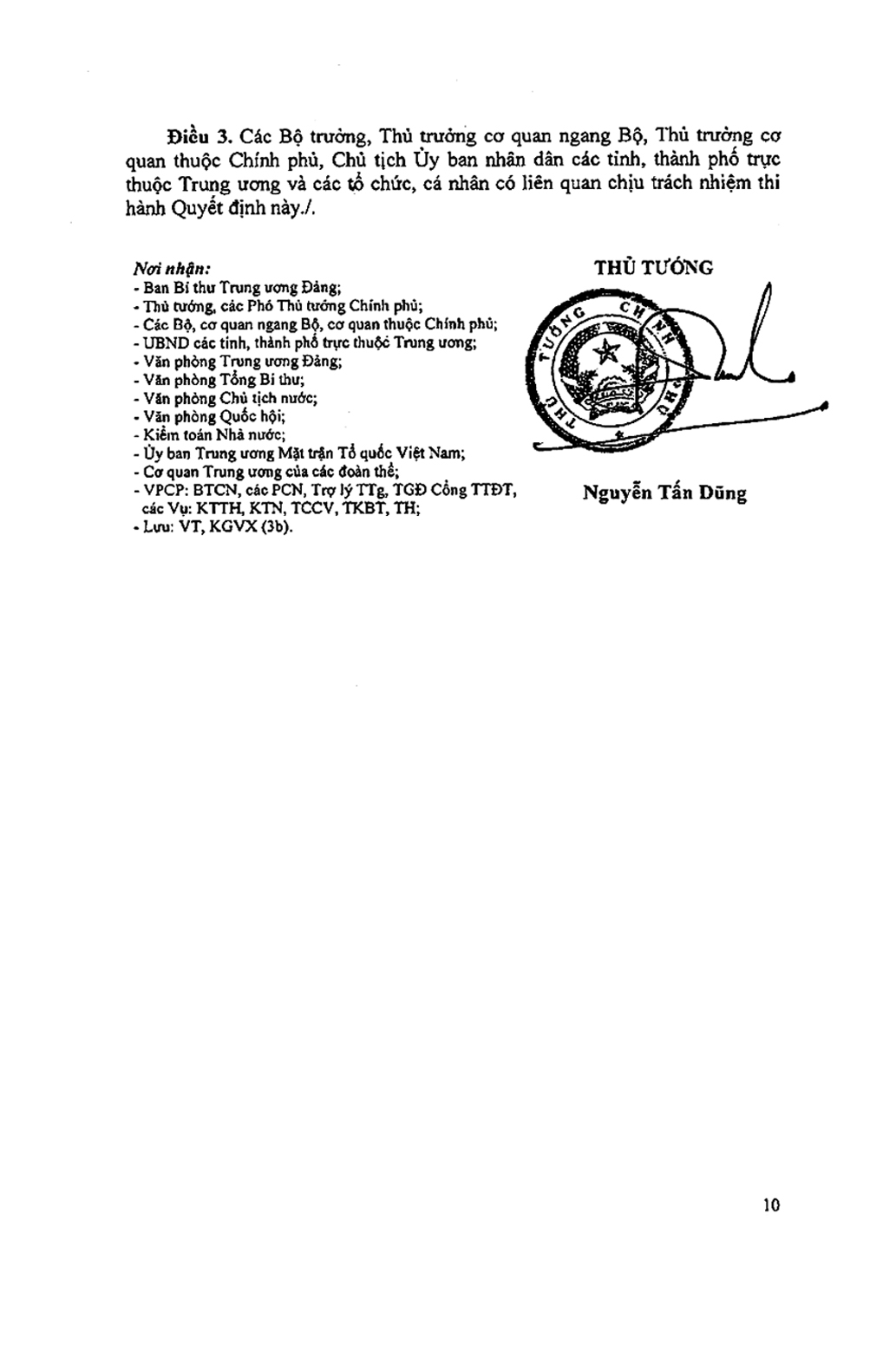 Điều 3. Các Bộ trưởng, Thủ trưởng cơ quan ngang Bộ, Thủ trưởng cơ
quan thuộc Chính phủ, Chủ tịch Ủy ban nhân dân các tỉnh, thành phố trực
thuộc Trung ương và các tổ chức, cá nhân có liên quan chịu trách nhiệm thi
hành Quyết định này./.
Nơi nhận:
- Ban Bí thư Trung ương Đảng;
- Thủ tướng, các Phó Thủ tướng Chính phủ;
- Các Bộ, cơ quan ngang Bộ, cơ quan thuộc Chính phủ;
- UBND các tỉnh, thành phố trực thuộc Trung ương;
- Văn phòng Trung ương Đảng;
- Văn phòng Tổng Bí thư;
- Văn phòng Chủ tịch nước;
- Văn phòng Quốc hội;
- Kiểm toán Nhà nước;
- Ủy ban Trung ương Mặt trận Tổ quốc Việt Nam;
- Cơ quan Trung ương của các đoàn thể;
- VPCP: BTCN, các PCN, Trợ lý TTg, TGĐ Cổng TTĐT,
các Vụ: KTTH, KTN, TCCV, TKBT, TH;
- Lưu: VT, KGVX (3b).
THỦ TƯỚNG
THỦ TƯỚNG CHÍNH PHỦ
Nguyễn Tấn Dũng
10